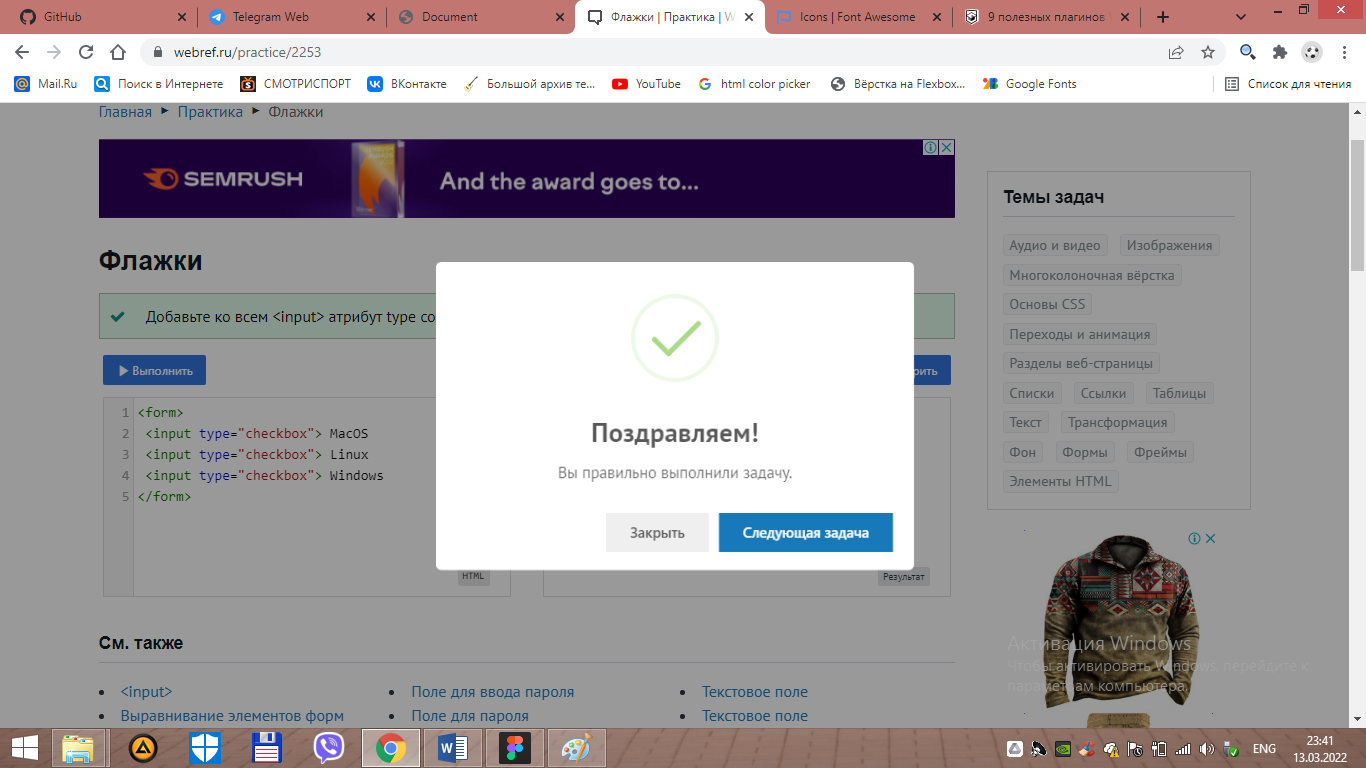 GitHub
Telegram Web
Document
Флажки | Практика | W
Icons | Font Awesome
9 полезных плагинов
webref.ru/practice/2253
Mail.Ru
Поиск в Интернете
СМОТРИСПОРТ
ВКонтакте
Большой архив те...
YouTube
html color picker
Вёрстка на Flexbox...
Google Fonts
Список для чтения
Главная ► Практика ► Флажки
SEMRUSH
And the award goes to...
Флажки
Добавьте ко всем <input> атрибут type со
Выполнить
рить
1 <form>
2 <input type="checkbox"> MacOS
3 <input type="checkbox"> Linux
4 <input type="checkbox"> Windows
5 </form>
HTML
Результат
Поздравляем!
Вы правильно выполнили задачу.
Закрыть
Следующая задача
Темы задач
Аудио и видео
Изображения
Многоколоночная вёрстка
Основы CSS
Переходы и анимация
Разделы веб-страницы
Списки
Ссылки
Таблицы
Текст
Трансформация
Фон
Формы
Фреймы
Элементы HTML
Активация Windows
Чтобы активировать Windows, перейдите к
параметрам компьютера.
См. также
• <input>
• Поле для ввода пароля
• Текстовое поле
• Выравнивание элементов форм
• Поле для пароля
• Текстовое поле
ENG
23:41
13.03.2022